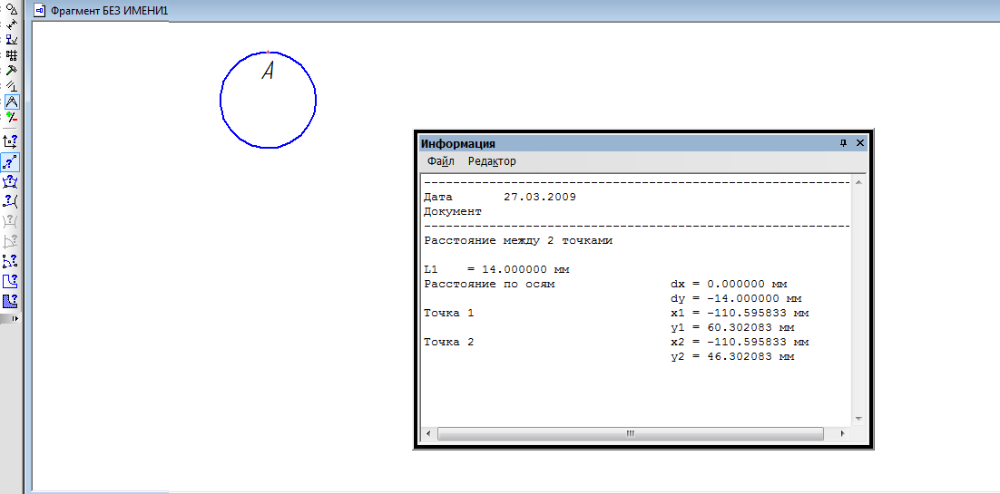 Фрагмент БЕЗ ИМЕНИ1
А
Информация
Файл Редактор
Дата 27.03.2009
Документ
Расстояние между 2 точками
L1 = 14.000000 мм
Расстояние по осям dx = 0.000000 мм
dy = -14.000000 мм
Точка 1 x1 = -110.595833 мм
y1 = 60.302083 мм
Точка 2 x2 = -110.595833 мм
y2 = 46.302083 мм